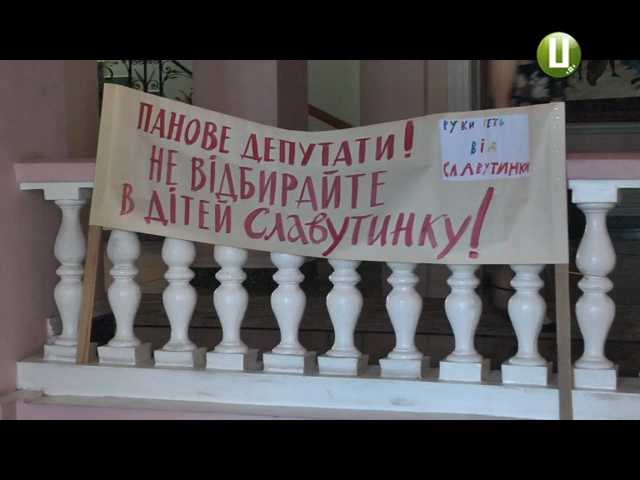 ПАНОВЕ ДЕПУТАТИ!
НЕ ВІДБИРАЙТЕ
В ДІТЕЙ СЛАВУТИНКУ!
РУКИ ГЕТЬ
ВІД
СЛАВУТИНКИ
Ц